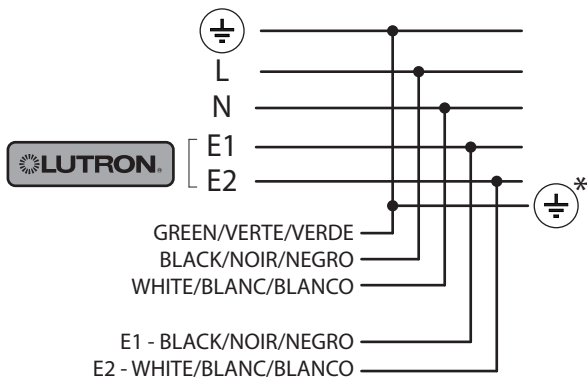 L
N
LUTRON.
E1
E2
*
GREEN/VERTE/VERDE
BLACK/NOIR/NEGRO
WHITE/BLANC/BLANCO
E1 - BLACK/NOIR/NEGRO
E2 - WHITE/BLANC/BLANCO